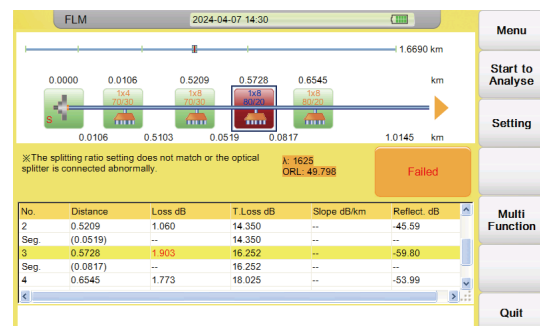 FLM 2024-04-07 14:30
1.6690 km
0.0000 0.0106 0.5209 0.5728 0.6545 km
1x4 1x8 1x8 1x8
70/30 70/30 80/20 80/20
S
0.0106 0.5103 0.0519 0.0817 1.0145 km
※The splitting ratio setting does not match or the optical
splitter is connected abnormally.
λ: 1625
ORL: 49.798
Failed
No. Distance Loss dB T.Loss dB Slope dB/km Reflect. dB
2 0.5209 1.060 14.350 -- -45.59
Seg. (0.0519) -- 14.350 --
3 0.5728 1.903 16.252 -- -59.80
Seg. (0.0817) -- 16.252 --
4 0.6545 1.773 18.025 -- -53.99
Menu
Start to
Analyse
Setting
Multi
Function
Quit